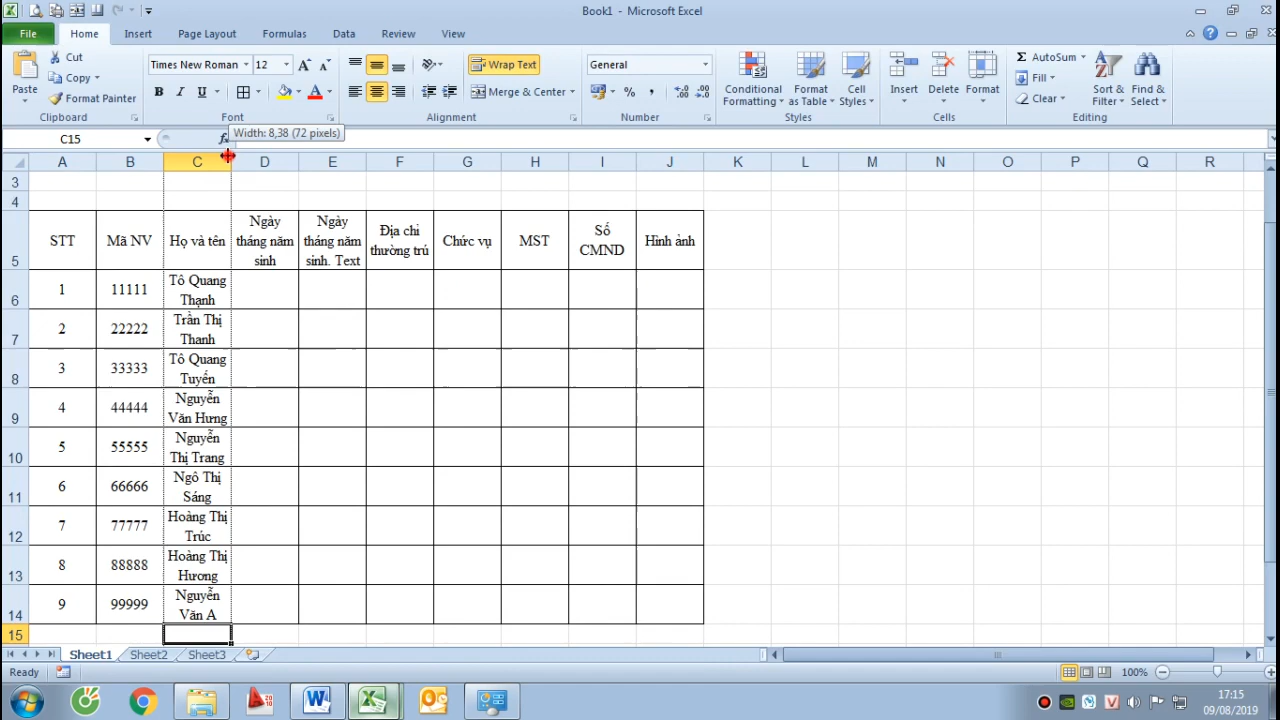 Book1 - Microsoft Excel
File Home Insert Page Layout Formulas Data Review View
Paste
Cut
Copy
Format Painter
Clipboard
Times New Roman 12
B I U A
Font
Wrap Text
Merge & Center
Alignment
General
%
Number
Conditional Formatting
Format as Table
Cell Styles
Styles
Insert
Delete
Format
Cells
AutoSum
Fill
Clear
Sort & Filter
Find & Select
Editing
C15 fx
Width: 8,38 (72 pixels)
A B C D E F G H I J K L M N O P Q R
3
4
5
STT
Mã NV
Họ và tên
Ngày
tháng năm
sinh
Ngày
tháng năm
sinh. Text
Địa chỉ
thường trú
Chức vụ
MST
Số
CMND
Hình ảnh
6 1 11111
Tô Quang
Thạnh
7 2 22222
Trần Thị
Thanh
8 3 33333
Tô Quang
Tuyến
9 4 44444
Nguyễn
Văn Hưng
10 5 55555
Nguyễn
Thị Trang
11 6 66666
Ngô Thị
Sáng
12 7 77777
Hoàng Thị
Trúc
13 8 88888
Hoàng Thị
Hương
14 9 99999
Nguyễn
Văn A
15
Sheet1 Sheet2 Sheet3
Ready 100%
17:15
09/08/2019